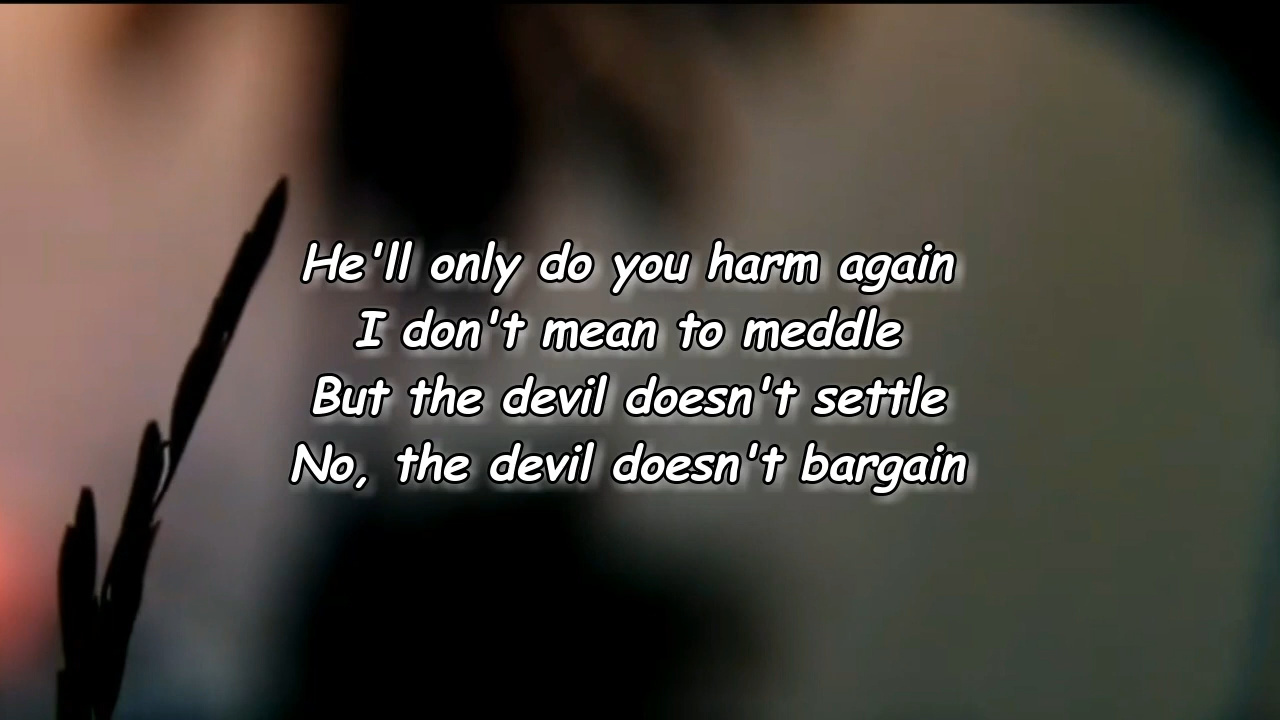 He'll only do you harm again
I don't mean to meddle
But the devil doesn't settle
No, the devil doesn't bargain